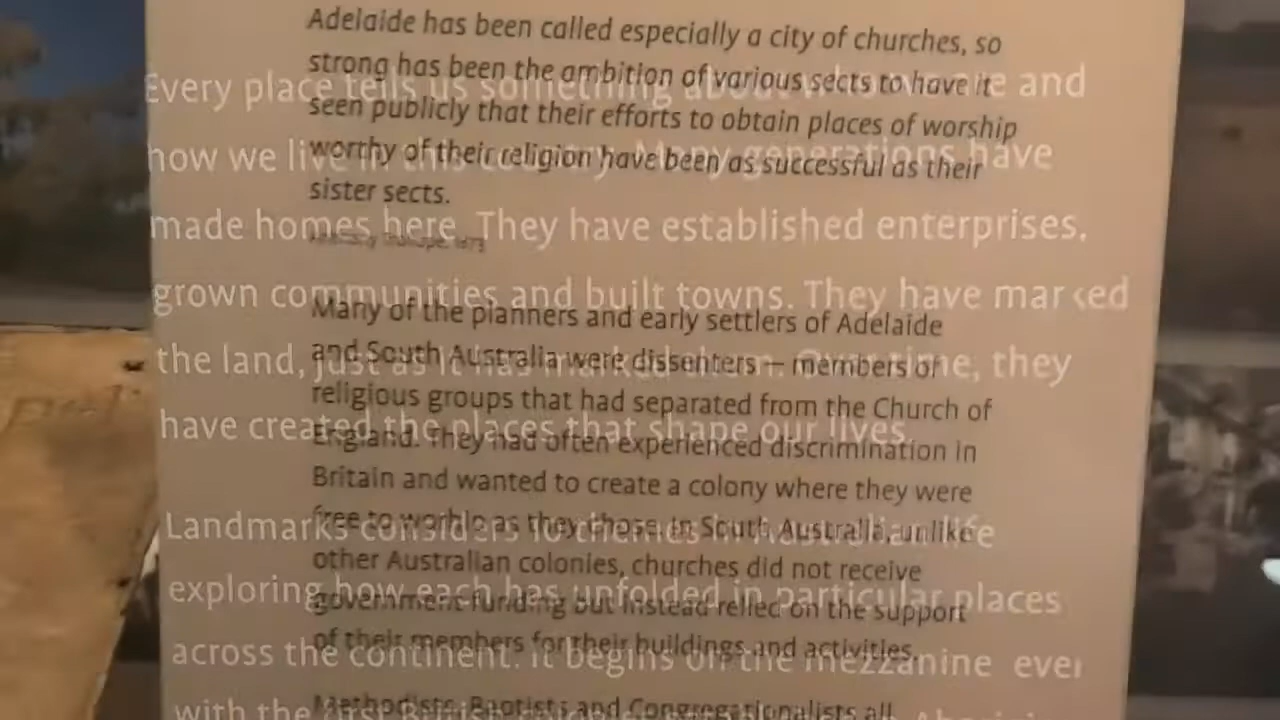 Adelaide has been called especially a city of churches, so
strong has been the ambition of various sects to have it
seen publicly that their efforts to obtain places of worship
worthy of their religion have been as successful as their
sister sects.
Many of the planners and early settlers of Adelaide
and South Australia were dissenters – members of
religious groups that had separated from the Church of
England. They had often experienced discrimination in
Britain and wanted to create a colony where they were
free to as they chose. In South Australia, unlike
other Australian colonies, churches did not receive
government funding but instead relied on the support
of their members for their buildings and activities.
Methodists, Baptists and Congregationalists all
Every place tells us something about who we are and
how we live in this country. Many generations have
made homes here. They have established enterprises,
grown communities and built towns. They have marked
the land, just as it has marked them. Over time, they
have created the places that shape our lives.
Landmarks considers 10 themes in Australian life
exploring how each has unfolded in particular places
across the continent. It begins on the mezzanine
with the first British